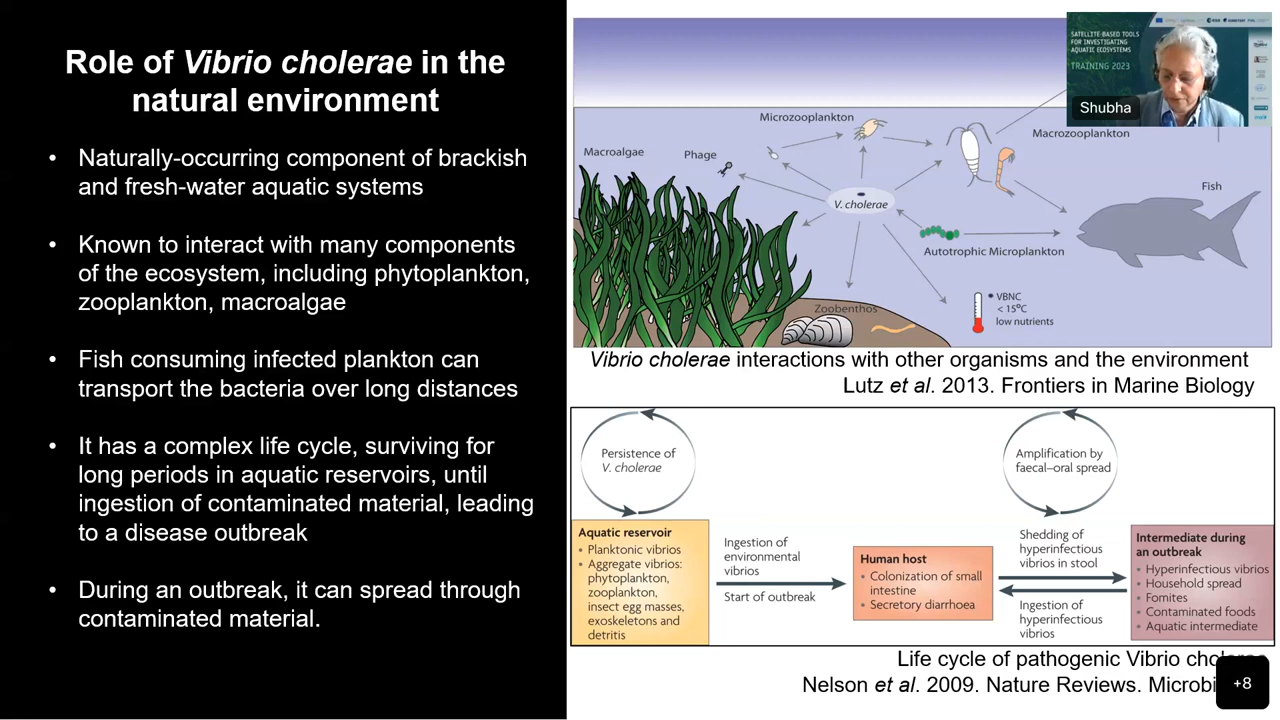 Role of Vibrio cholerae in the
natural environment
• Naturally-occurring component of brackish
and fresh-water aquatic systems
• Known to interact with many components
of the ecosystem, including phytoplankton,
zooplankton, macroalgae
• Fish consuming infected plankton can
transport the bacteria over long distances
• It has a complex life cycle, surviving for
long periods in aquatic reservoirs, until
ingestion of contaminated material, leading
to a disease outbreak
• During an outbreak, it can spread through
contaminated material.
SATELLITE-BASED TOOLS
FOR INVESTIGATING
AQUATIC ECOSYSTEMS
TRAINING 2023
Shubha
Microzooplankton
Macrozooplankton
Macroalgae
Phage
V. cholerae
Fish
Autotrophic Microplankton
Zoobenthos
VBNC
< 15°C
low nutrients
Vibrio cholerae interactions with other organisms and the environment
Lutz et al. 2013. Frontiers in Marine Biology
Persistence of
V. cholerae
Amplification by
faecal–oral spread
Aquatic reservoir
• Planktonic vibrios
• Aggregate vibrios:
phytoplankton,
zooplankton,
insect egg masses,
exoskeletons and
detritis
Ingestion of
environmental
vibrios
Start of outbreak
Human host
• Colonization of small
intestine
• Secretory diarrhoea
Shedding of
hyperinfectious
vibrios in stool
Ingestion of
hyperinfectious
vibrios
Intermediate during
an outbreak
• Hyperinfectious vibrios
• Household spread
• Fomites
• Contaminated foods
• Aquatic intermediate
Life cycle of pathogenic Vibrio
Nelson et al. 2009. Nature Reviews.
+8